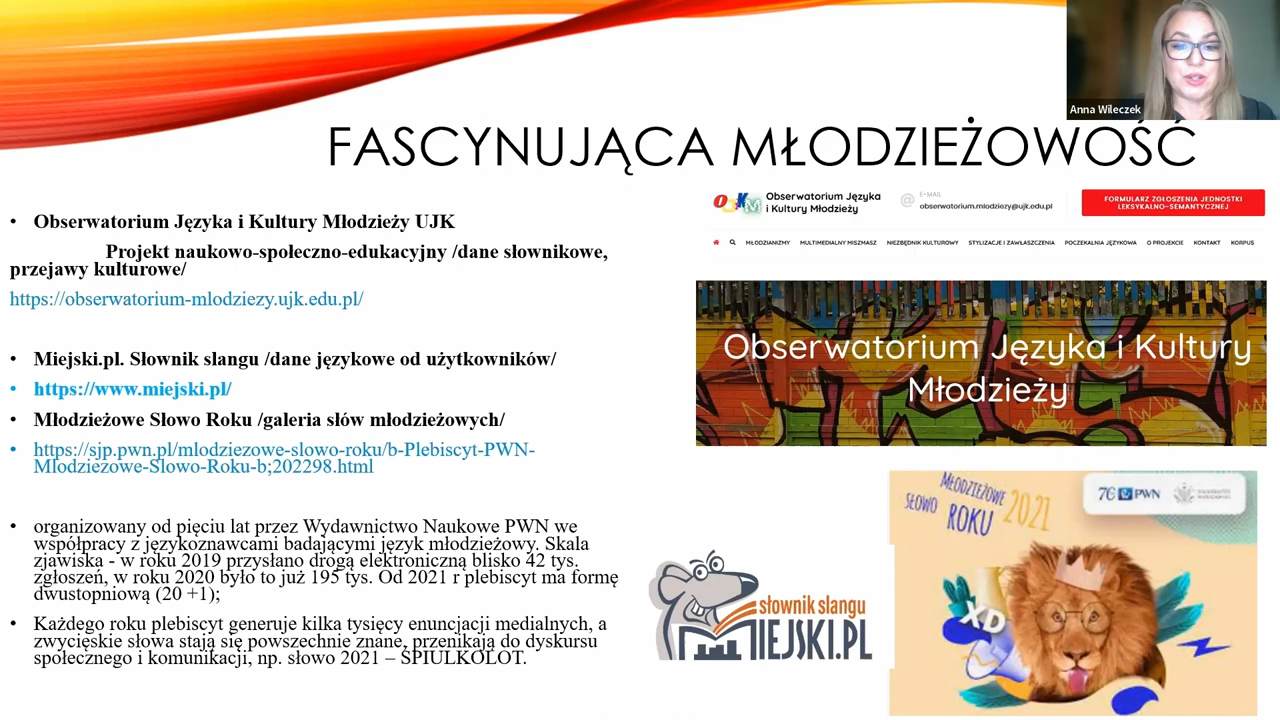 Anna Wileczek
FASCYNUJĄCA MŁODZIEŻOWOŚĆ
• Obserwatorium Języka i Kultury Młodzieży UJK
Projekt naukowo-społeczno-edukacyjny /dane słownikowe,
przejawy kulturowe/
https://obserwatorium-mlodziezy.ujk.edu.pl/
• Miejski.pl. Słownik slangu /dane językowe od użytkowników/
• https://www.miejski.pl/
• Młodzieżowe Słowo Roku /galeria słów młodzieżowych/
• https://sjp.pwn.pl/mlodziezowe-slowo-roku/b-Plebiscyt-PWN-
Mlodziezowe-Slowo-Roku-b;202298.html
• organizowany od pięciu lat przez Wydawnictwo Naukowe PWN we
współpracy z językoznawcami badającymi język młodzieżowy. Skala
zjawiska - w roku 2019 przysłano drogą elektroniczną blisko 42 tys.
zgłoszeń, w roku 2020 było to już 195 tys. Od 2021 r plebiscyt ma formę
dwustopniową (20 +1);
• Każdego roku plebiscyt generuje kilka tysięcy enuncjacji medialnych, a
zwycięskie słowa stają się powszechnie znane, przenikają do dyskursu
społecznego i komunikacji, np. słowo 2021 – ŚPIULKOLOT.
OJKM
Obserwatorium Języka
i Kultury Młodzieży
@ E-MAIL
obserwatorium.mlodziezy@ujk.edu.pl
FORMULARZ ZGŁOSZENIA JEDNOSTKI
LEKSYKALNO-SEMANTYCZNEJ
MŁODZIANIZMY MULTIMEDIALNY MISZMASZ NIEZBĘDNIK KULTUROWY STYLIZACJE I ZAWŁASZCZENIA POCZEKALNIA JĘZYKOWA O PROJEKCIE KONTAKT KORPUS
Obserwatorium Języka i Kultury
Młodzieży
słownik slangu
MIEJSKI.PL
MŁODZIEŻOWE
SŁOWO
ROKU
2021
70 PWN
XD